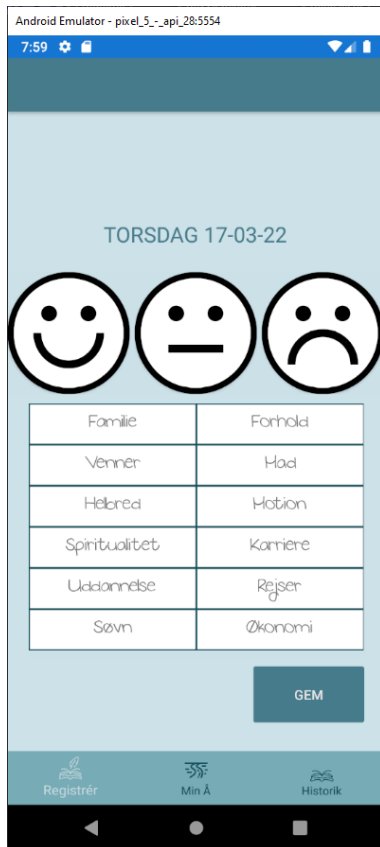 Android Emulator - pixel_5_-_api_28:5554
7:59
TORSDAG 17-03-22
Familie Forhold
Venner Mad
Helbred Motion
Spiritualitet Karriere
Uddannelse Rejser
Søvn Økonomi
GEM
Registrér Min Å Historik